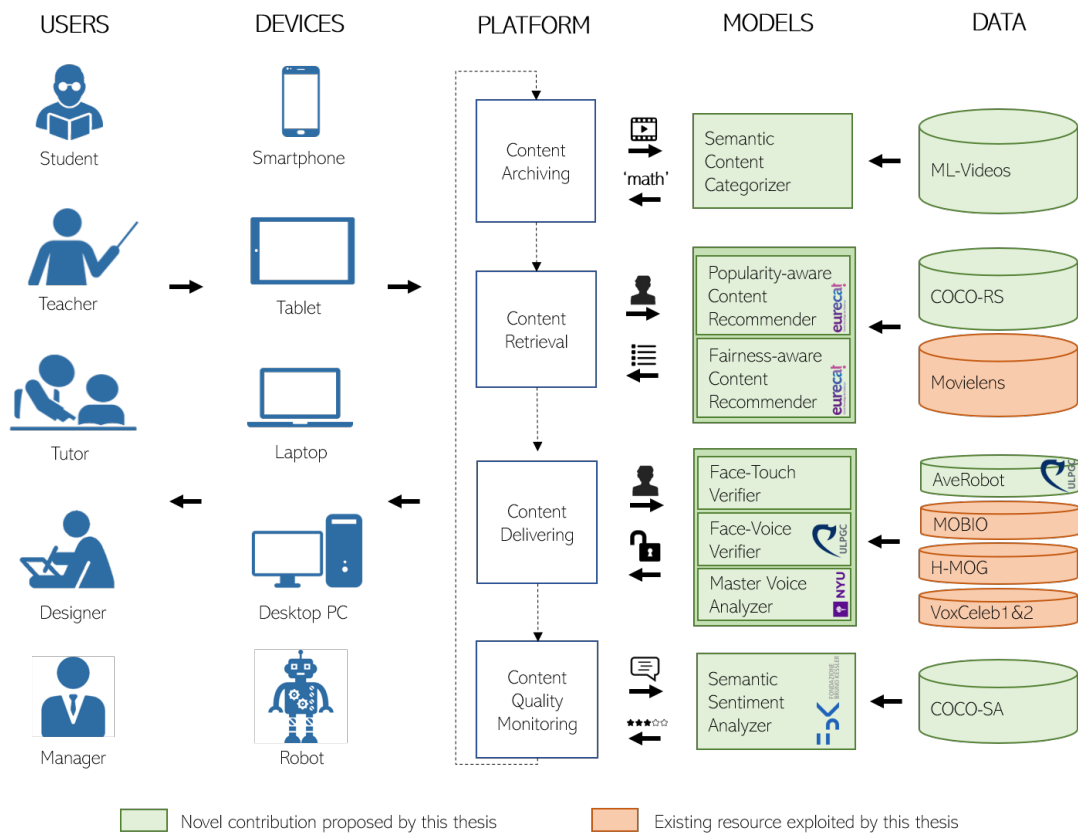 USERS
DEVICES
PLATFORM
MODELS
DATA
Student
Smartphone
Content
Archiving
'math'
Semantic
Content
Categorizer
ML-Videos
Teacher
Tablet
Content
Retrieval
Popularity-aware
Content
Recommender
eurecat
Fairness-aware
Content
Recommender
eurecat
COCO-RS
Movielens
Tutor
Laptop
Content
Delivering
Face-Touch
Verifier
Face-Voice
Verifier
ULPGC
Master Voice
Analyzer
NYU
AveRobot
ULPGC
MOBIO
H-MOG
VoxCeleb1&2
Designer
Desktop PC
Content
Quality
Monitoring
Semantic
Sentiment
Analyzer
FBK
FONDAZIONE
BRUNO KESSLER
COCO-SA
Manager
Robot
Novel contribution proposed by this thesis
Existing resource exploited by this thesis